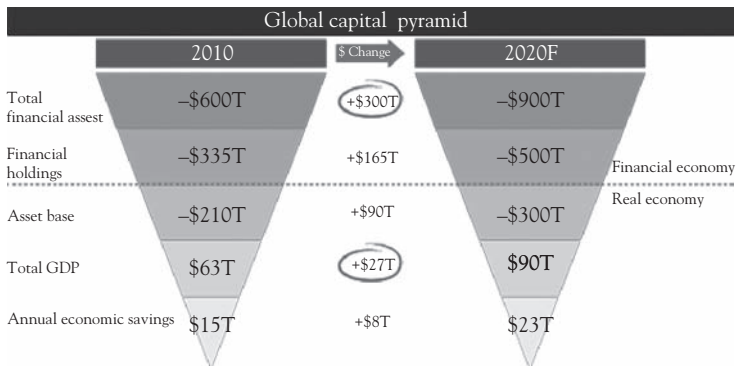 Global capital pyramid
2010
$ Change
2020F
Total
financial assest
–$600T
+$300T
–$900T
Financial
holdings
–$335T
+$165T
–$500T
Financial economy
Real economy
Asset base
–$210T
+$90T
–$300T
Total GDP
$63T
+$27T
$90T
Annual economic savings
$15T
+$8T
$23T